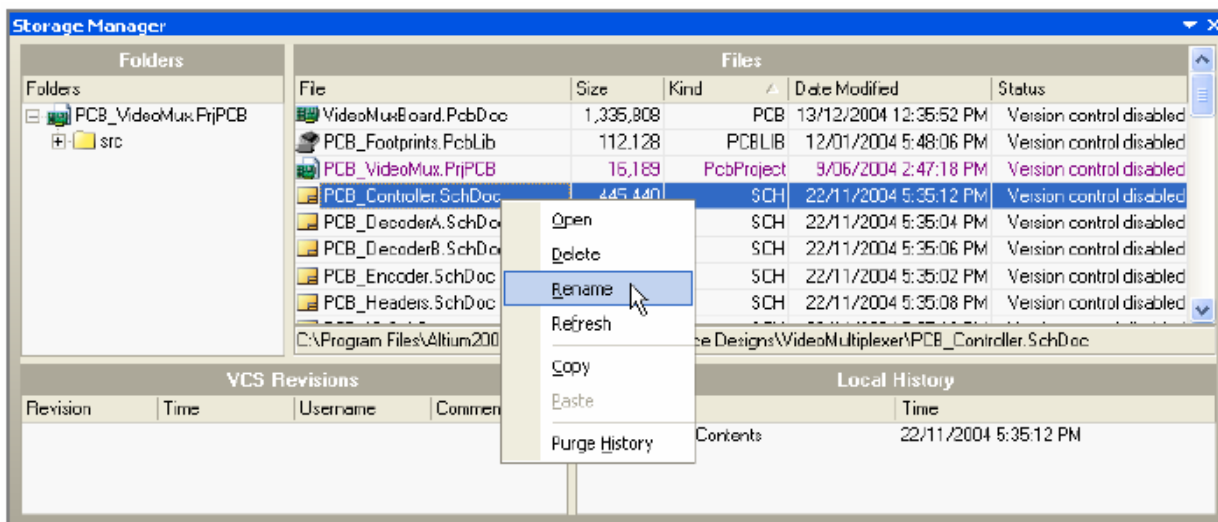 Storage Manager
Folders
Files
Folders
File Size Kind Date Modified Status
PCB_VideoMux.PrjPCB
src
VideoMuxBoard.PcbDoc 1,335,808 PCB 13/12/2004 12:35:52 PM Version control disabled
PCB_Footprints.PcbLib 112,128 PCBLIB 12/01/2004 5:48:06 PM Version control disabled
PCB_VideoMux.PrjPCB 16,189 PcbProject 9/06/2004 2:47:18 PM Version control disabled
PCB_Controller.SchDoc 445,440 SCH 22/11/2004 5:35:12 PM Version control disabled
PCB_DecoderA.SchDo SCH 22/11/2004 5:35:04 PM Version control disabled
PCB_DecoderB.SchDo SCH 22/11/2004 5:35:06 PM Version control disabled
PCB_Encoder.SchDoc SCH 22/11/2004 5:35:02 PM Version control disabled
PCB_Headers.SchDoc SCH 22/11/2004 5:35:08 PM Version control disabled
C:\Program Files\Altium200 ce Designs\VideoMultiplexer\PCB_Controller.SchDoc
Open
Delete
Rename
Refresh
Copy
Paste
Purge History
VCS Revisions
Revision Time Username Commen
Local History
Time
Contents 22/11/2004 5:35:12 PM